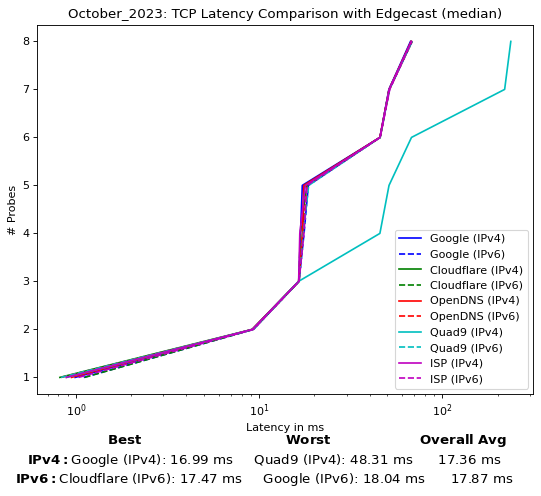 October_2023: TCP Latency Comparison with Edgecast (median)
8
7
6
5
4
3
2
1
# Probes
10⁰
10¹
10²
Latency in ms
Google (IPv4)
Google (IPv6)
Cloudflare (IPv4)
Cloudflare (IPv6)
OpenDNS (IPv4)
OpenDNS (IPv6)
Quad9 (IPv4)
Quad9 (IPv6)
ISP (IPv4)
ISP (IPv6)
Best Worst Overall Avg
IPv4: Google (IPv4): 16.99 ms Quad9 (IPv4): 48.31 ms 17.36 ms
IPv6: Cloudflare (IPv6): 17.47 ms Google (IPv6): 18.04 ms 17.87 ms